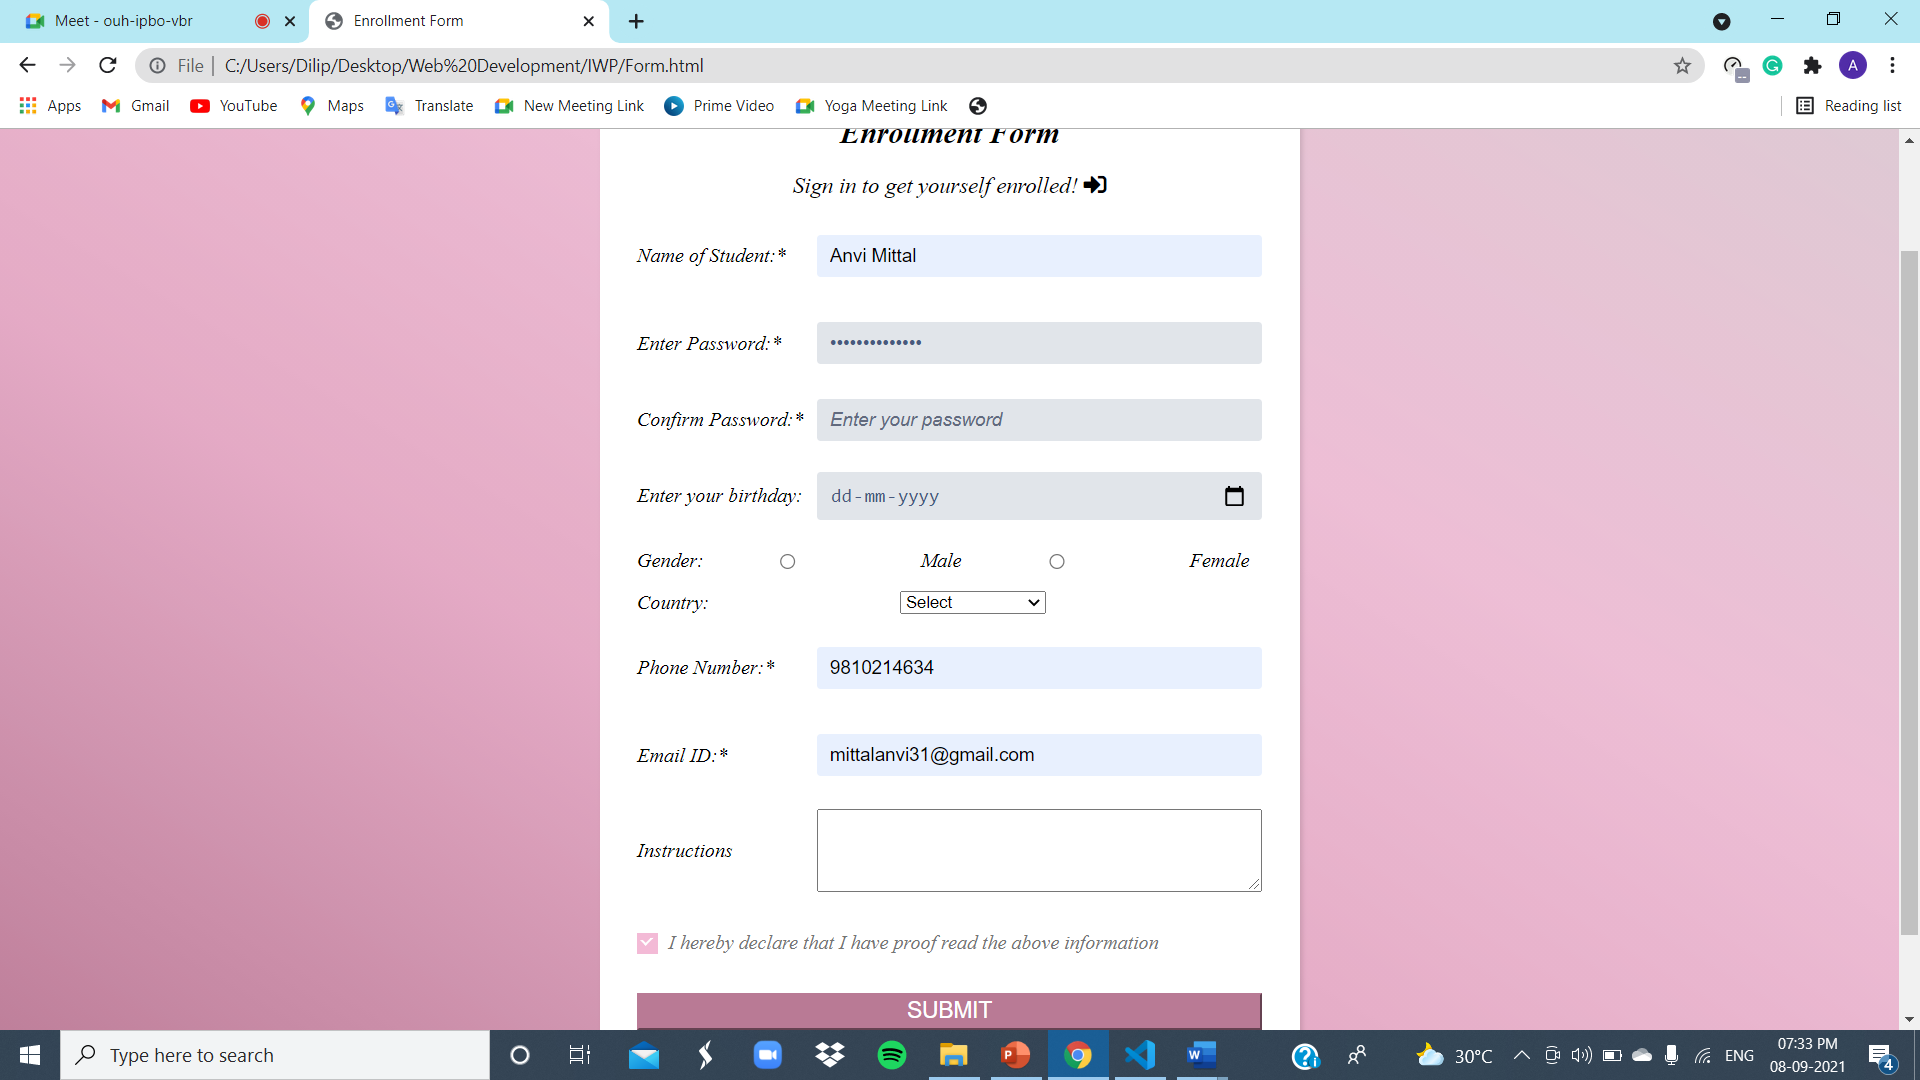 Meet - ouh-ipbo-vbr
Enrollment Form
File | C:/Users/Dilip/Desktop/Web%20Development/IWP/Form.html
A
Apps
Gmail
YouTube
Maps
Translate
New Meeting Link
Prime Video
Yoga Meeting Link
Reading list
Enrollment Form
Sign in to get yourself enrolled!
Name of Student:* Anvi Mittal
Enter Password:* ••••••••••••••
Confirm Password:* Enter your password
Enter your birthday: dd-mm-yyyy
Gender: Male Female
Country: Select
Phone Number:* 9810214634
Email ID:* mittalanvi31@gmail.com
Instructions
I hereby declare that I have proof read the above information
SUBMIT
Type here to search
30°C
ENG
07:33 PM
08-09-2021
4